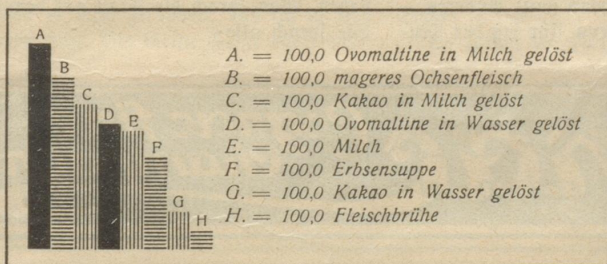 A
B
C
D
E
F
G
H
A. = 100,0 Ovomaltine in Milch gelöst
B. = 100,0 mageres Ochsenfleisch
C. = 100,0 Kakao in Milch gelöst
D. = 100,0 Ovomaltine in Wasser gelöst
E. = 100,0 Milch
F. = 100,0 Erbsensuppe
G. = 100,0 Kakao in Wasser gelöst
H. = 100,0 Fleischbrühe